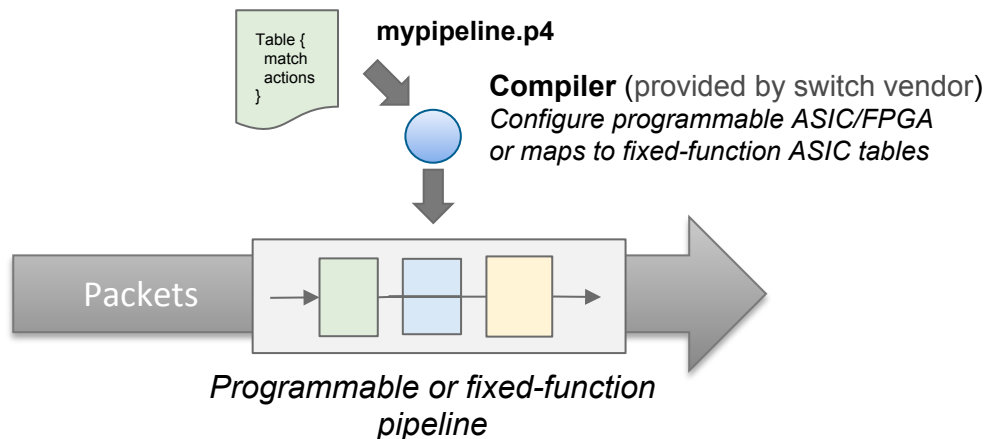 Table {
match
actions
}
mypipeline.p4
Compiler (provided by switch vendor)
Configure programmable ASIC/FPGA
or maps to fixed-function ASIC tables
Packets
Programmable or fixed-function
pipeline